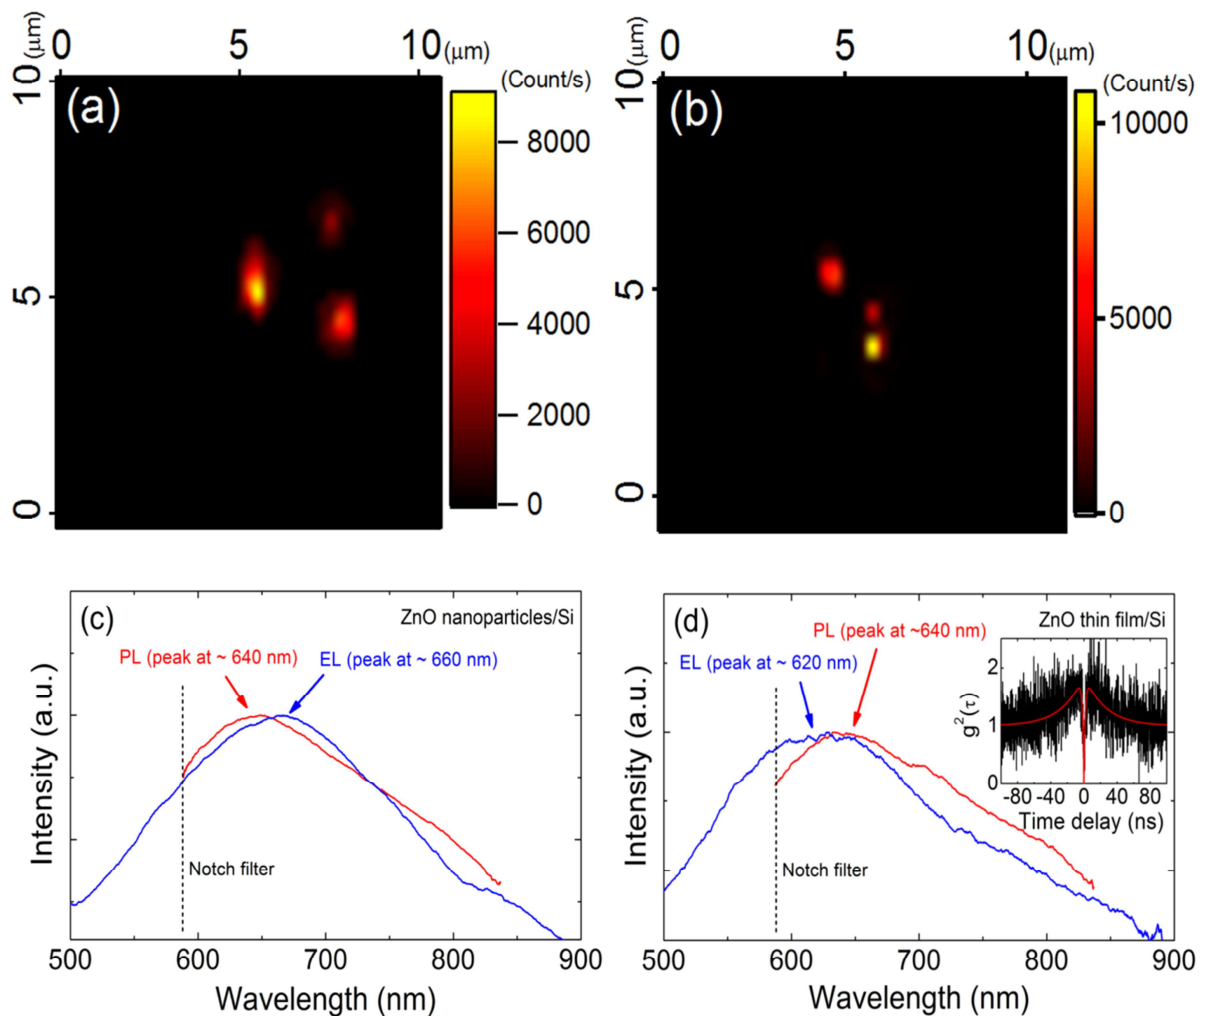 0 5 10 (μm)
(μm)
10
5
0
(a)
(Count/s)
8000
6000
4000
2000
0
0 5 10 (μm)
(μm)
10
5
0
(b)
(Count/s)
10000
5000
0
(c)
ZnO nanoparticles/Si
PL (peak at ~ 640 nm)
EL (peak at ~ 660 nm)
Notch filter
Intensity (a.u.)
500 600 700 800 900
Wavelength (nm)
(d)
ZnO thin film/Si
PL (peak at ~640 nm)
EL (peak at ~ 620 nm)
Notch filter
Intensity (a.u.)
500 600 700 800 900
Wavelength (nm)
g²(τ)
2
1
0
-80 -40 0 40 80
Time delay (ns)